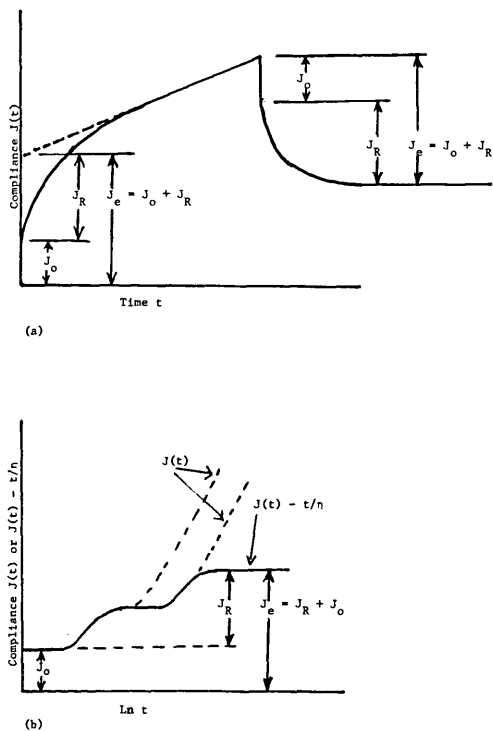 Compliance J(t)
J_o
J_R
J_e = J_o + J_R
J_R
J_e = J_o + J_R
J_o
Time t
(a)
Compliance J(t) or J(t) - t/η
J(t)
J(t) - t/η
J_R
J_e = J_R + J_o
J_o
Ln t
(b)